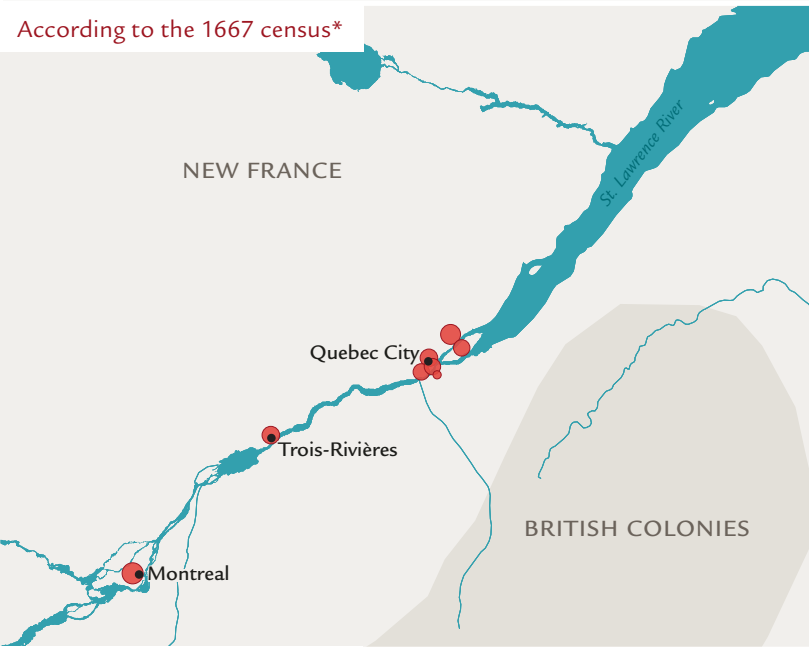 According to the 1667 census*
St. Lawrence River
NEW FRANCE
Quebec City
Trois-Rivières
BRITISH COLONIES
Montreal